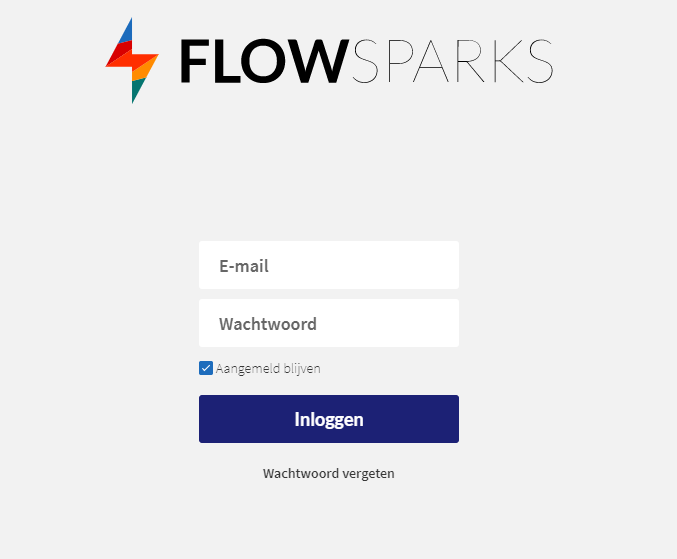 FLOWSPARKS
E-mail
Wachtwoord
Aangemeld blijven
Inloggen
Wachtwoord vergeten